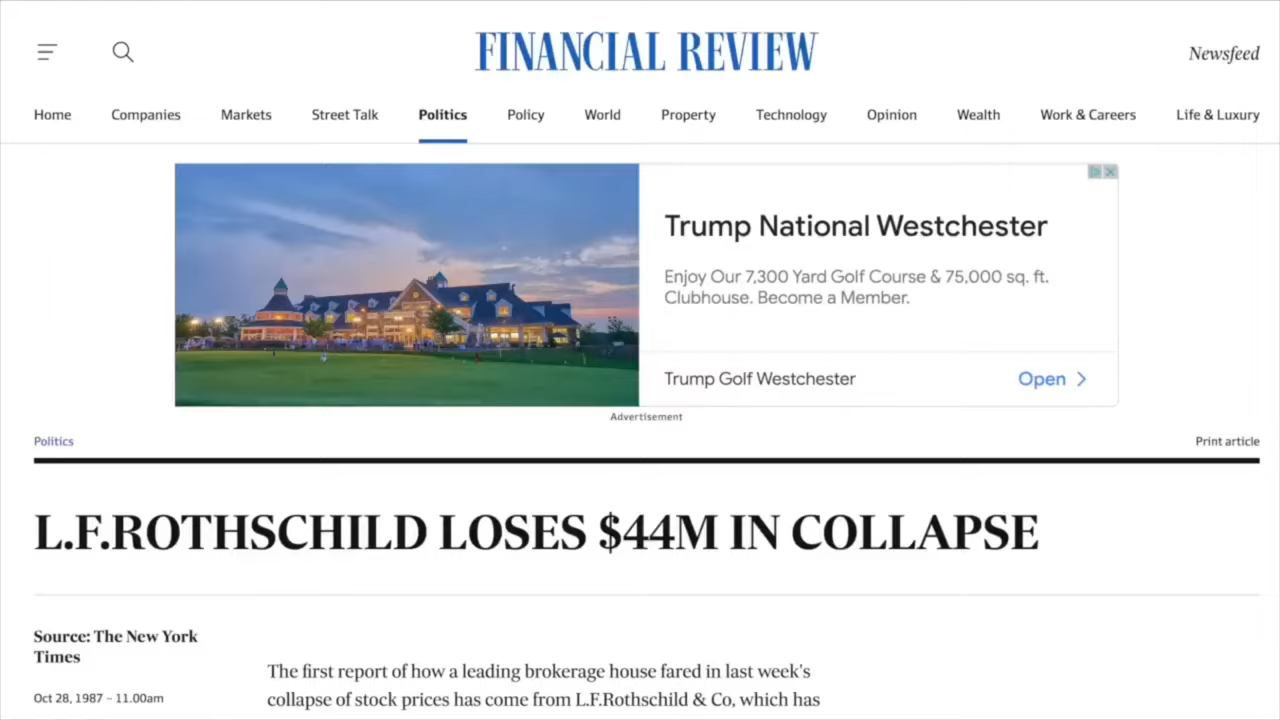 FINANCIAL REVIEW
Newsfeed
Home Companies Markets Street Talk Politics Policy World Property Technology Opinion Wealth Work & Careers Life & Luxury
Trump National Westchester
Enjoy Our 7,300 Yard Golf Course & 75,000 sq. ft.
Clubhouse. Become a Member.
Trump Golf Westchester Open
Advertisement
Politics Print article
L.F.ROTHSCHILD LOSES $44M IN COLLAPSE
Source: The New York
Times
Oct 28, 1987 – 11.00am
The first report of how a leading brokerage house fared in last week's
collapse of stock prices has come from L.F.Rothschild & Co, which has